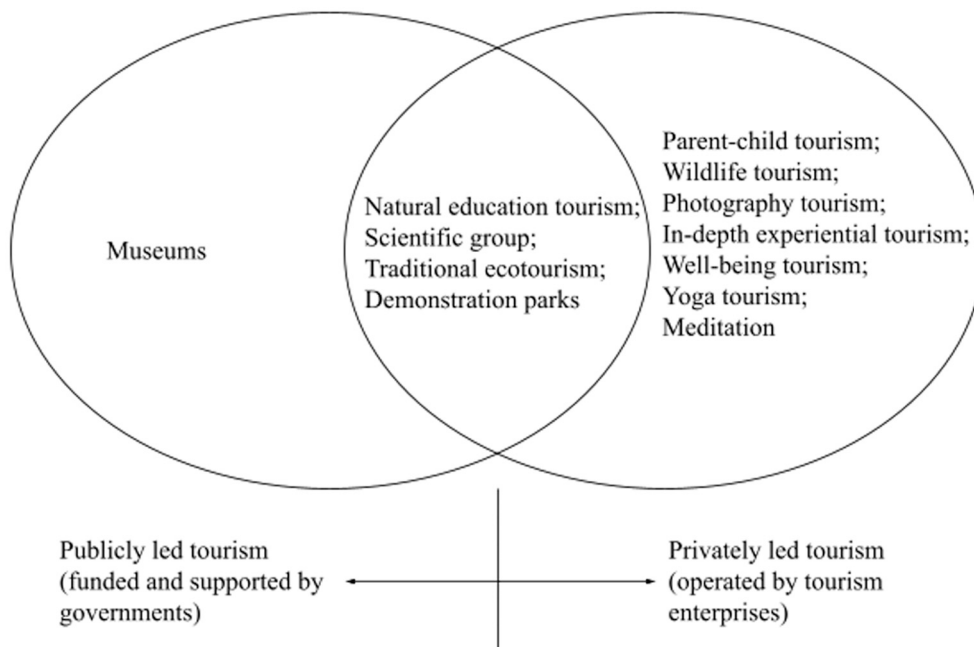 Museums
Natural education tourism;
Scientific group;
Traditional ecotourism;
Demonstration parks
Parent-child tourism;
Wildlife tourism;
Photography tourism;
In-depth experiential tourism;
Well-being tourism;
Yoga tourism;
Meditation
Publicly led tourism
(funded and supported by
governments)
Privately led tourism
(operated by tourism
enterprises)